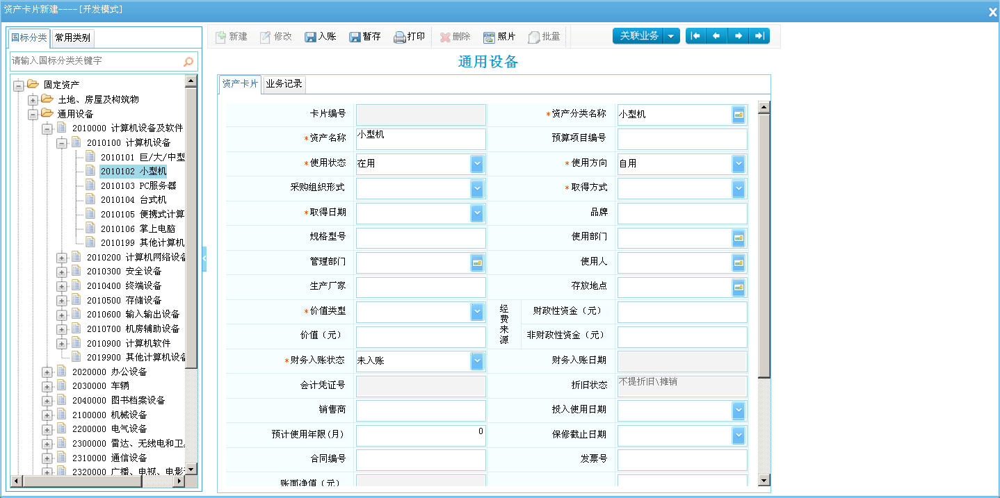 资产卡片新建----[开发模式]
国标分类 常用类别
请输入国标分类关键字
固定资产
土地、房屋及构筑物
通用设备
2010000 计算机设备及软件
2010100 计算机设备
2010101 巨/大/中型
2010102 小型机
2010103 PC服务器
2010104 台式机
2010105 便携式计算
2010106 掌上电脑
2010199 其他计算机
2010200 计算机网络设备
2010300 安全设备
2010400 终端设备
2010500 存储设备
2010600 输入输出设备
2010700 机房辅助设备
2010900 计算机软件
2019900 其他计算机设备
2020000 办公设备
2030000 车辆
2040000 图书档案设备
2100000 机械设备
2200000 电气设备
2300000 雷达、无线电和卫
2310000 通信设备
2320000 广播、电视、电影
新建 修改 入账 暂存 打印 删除 照片 批量 关联业务
通用设备
资产卡片 业务记录
卡片编号 *资产分类名称 小型机
*资产名称 小型机 预算项目编号
*使用状态 在用 *使用方向 自用
采购组织形式 *取得方式
*取得日期 品牌
规格型号 使用部门
管理部门 使用人
生产厂家 存放地点
*价值类型 经费来源 财政性资金（元）
价值（元） 非财政性资金（元）
*财务入账状态 未入账 财务入账日期
会计凭证号 折旧状态 不提折旧\摊销
销售商 投入使用日期
预计使用年限(月) 0 保修截止日期
合同编号 发票号
账面净值（元）